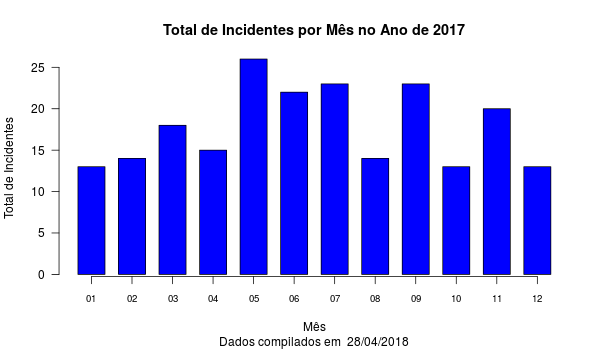 Total de Incidentes por Mês no Ano de 2017
Total de Incidentes
25
20
15
10
5
0
01 02 03 04 05 06 07 08 09 10 11 12
Mês
Dados compilados em 28/04/2018